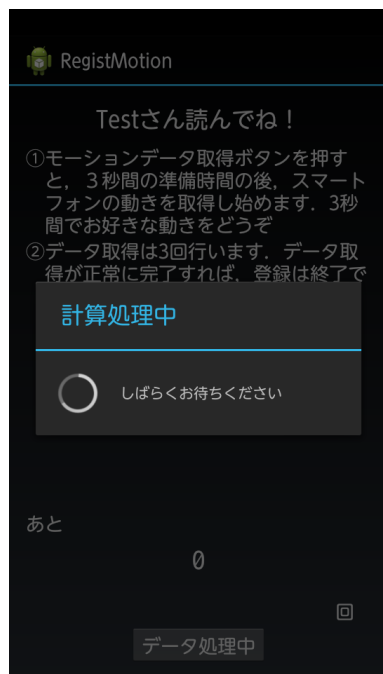 RegistMotion
Testさん読んでね！
①モーションデータ取得ボタンを押す
と，３秒間の準備時間の後，スマート
フォンの動きを取得し始めます．3秒
間でお好きな動きをどうぞ
②データ取得は3回行います．データ取
得が正常に完了すれば，登録は終了で
計算処理中
しばらくお待ちください
あと
0
データ処理中